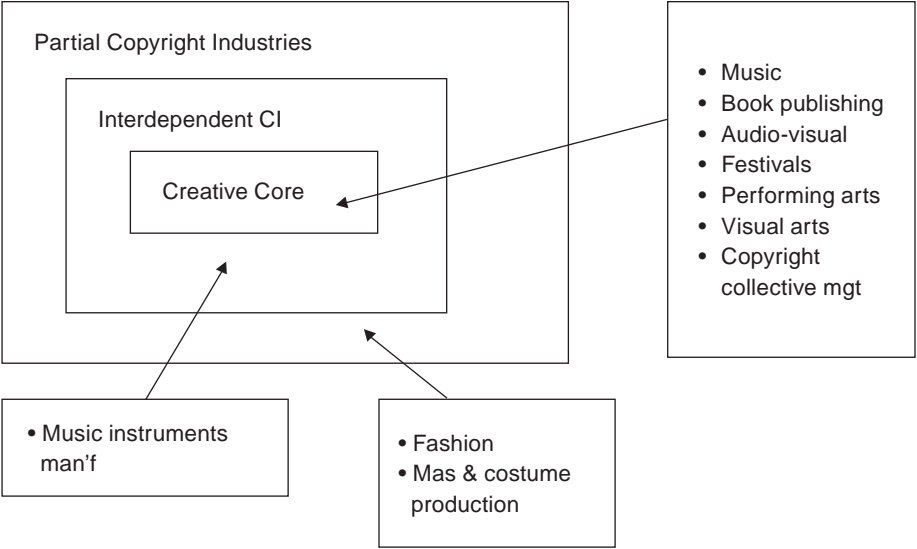 Partial Copyright Industries
Interdependent CI
Creative Core
• Music
• Book publishing
• Audio-visual
• Festivals
• Performing arts
• Visual arts
• Copyright
collective mgt
• Music instruments
man'f
• Fashion
• Mas & costume
production